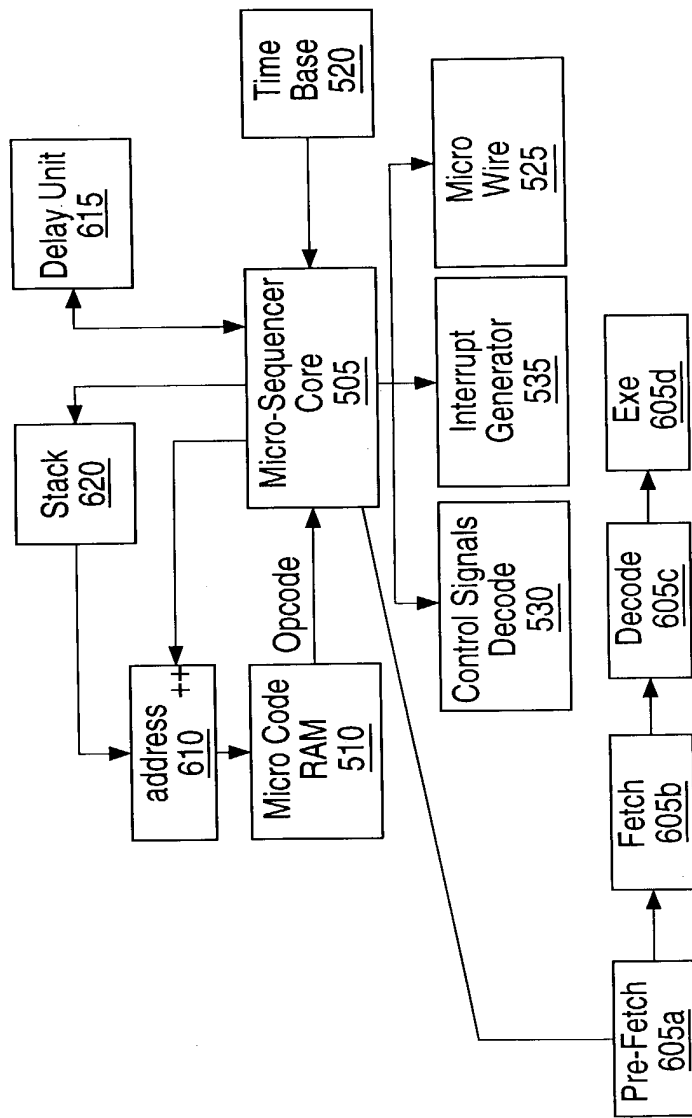 Delay Unit
615
Stack
620
Time
Base
520
address
610
++
Micro-Sequencer
Core
505
Opcode
Micro Code
RAM
510
Control Signals
Decode
530
Interrupt
Generator
535
Micro
Wire
525
Pre-Fetch
605a
Fetch
605b
Decode
605c
Exe
605d